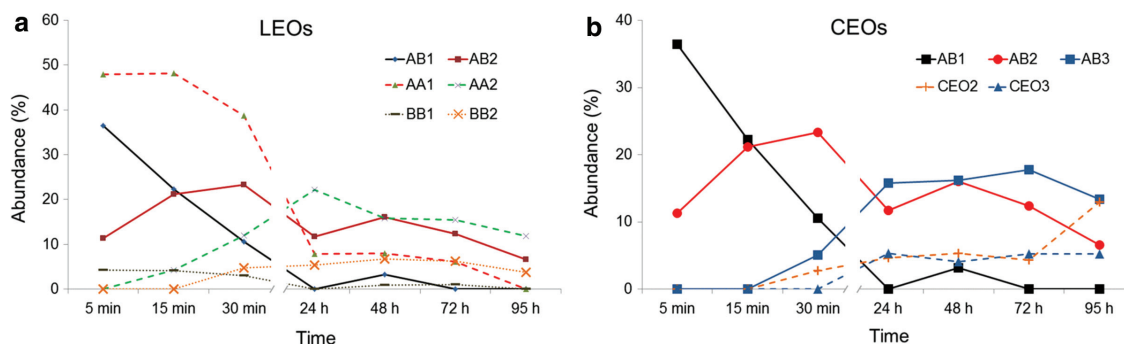 a
LEOs
60
50
40
30
20
10
0
Abundance (%)
AB1 AB2
AA1 AA2
BB1 BB2
5 min 15 min 30 min 24 h 48 h 72 h 95 h
Time
b
CEOs
40
30
20
10
0
Abundance (%)
AB1 AB2 AB3
CEO2 CEO3
5 min 15 min 30 min 24 h 48 h 72 h 95 h
Time